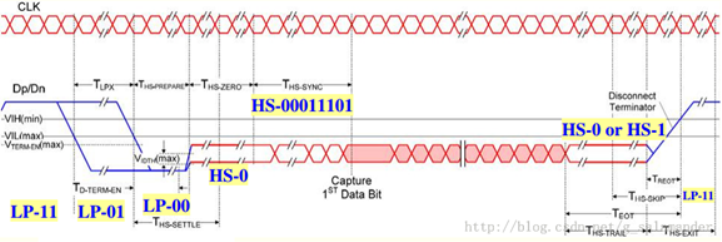 CLK
Dp/Dn
TLPX
THS-PREPARE
THS-ZERO
THS-SYNC
Disconnect
Terminator
HS-00011101
VIH(min)
VIL(max)
VTERM-EN(max)
HS-0 or HS-1
VIDTH(max)
HS-0
Capture
1ST Data Bit
TREOT
TD-TERM-EN
THS-SKIP
LP-11
LP-11
LP-01
LP-00
TEOT
THS-SETTLE
THS-TRAIL
THS-EXIT